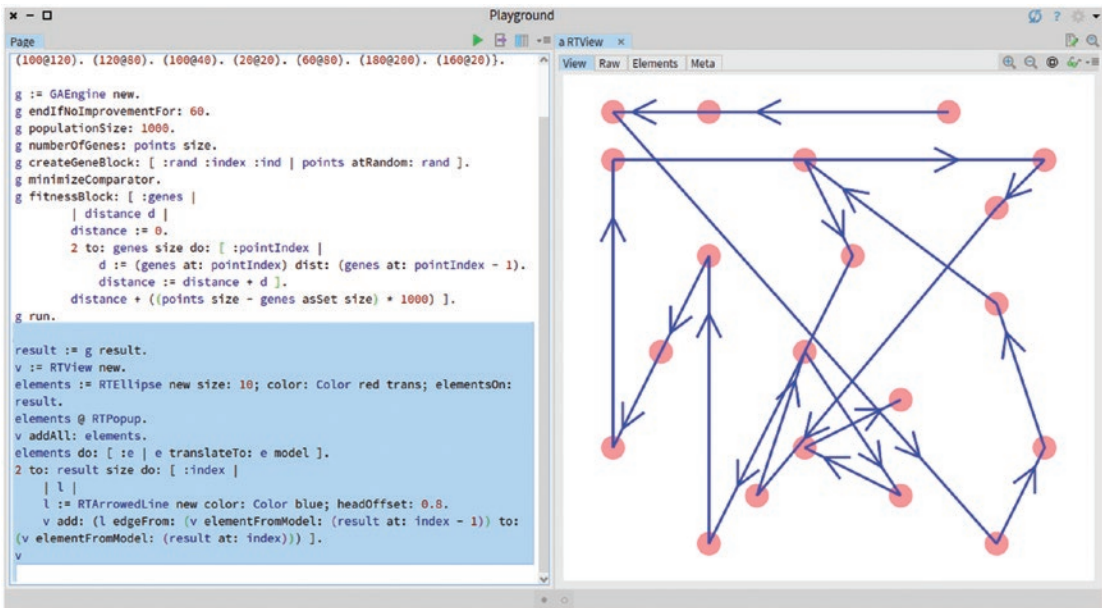 Playground
?
Page
a RTView ×
(100@120). (120@80). (100@40). (20@20). (60@80). (180@200). (160@20)}.
View Raw Elements Meta
g := GAEngine new.
g endIfNoImprovementFor: 60.
g populationSize: 1000.
g numberOfGenes: points size.
g createGeneBlock: [ :rand :index :ind | points atRandom: rand ].
g minimizeComparator.
g fitnessBlock: [ :genes |
| distance d |
distance := 0.
2 to: genes size do: [ :pointIndex |
d := (genes at: pointIndex) dist: (genes at: pointIndex - 1).
distance := distance + d ].
distance + ((points size - genes asSet size) * 1000) ].
g run.
result := g result.
v := RTView new.
elements := RTEllipse new size: 10; color: Color red trans; elementsOn:
result.
elements @ RTPopup.
v addAll: elements.
elements do: [ :e | e translateTo: e model ].
2 to: result size do: [ :index |
| l |
l := RTArrowedLine new color: Color blue; headOffset: 0.8.
v add: (l edgeFrom: (v elementFromModel: (result at: index - 1)) to:
(v elementFromModel: (result at: index))) ].
v